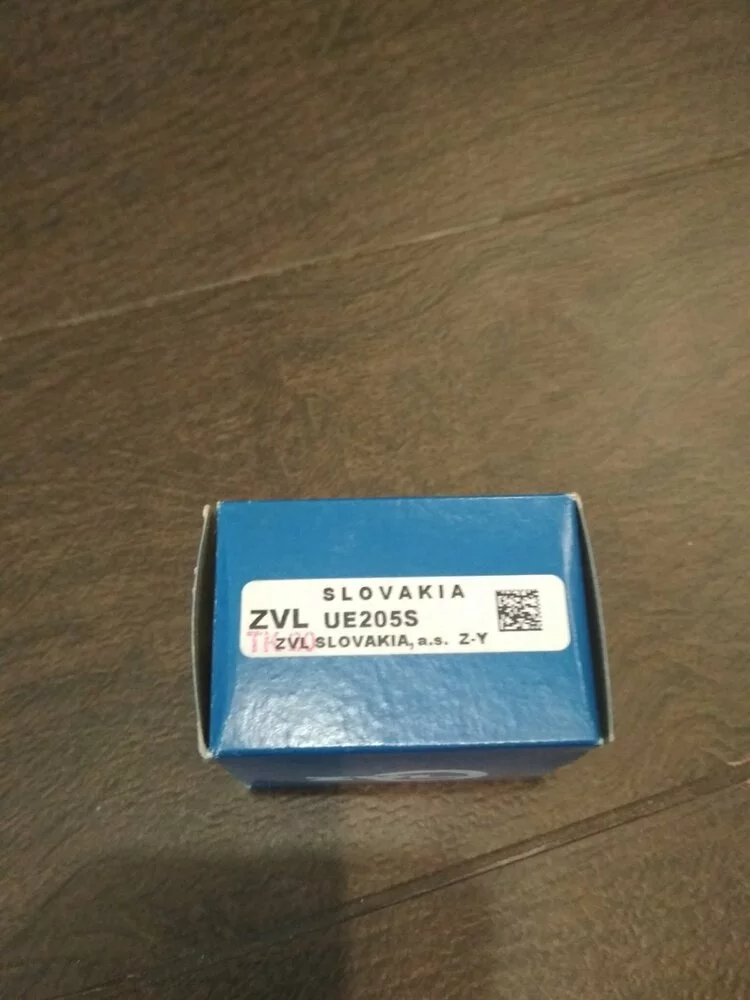 SLOVAKIA
ZVL UE205S
ZVL SLOVAKIA, a.s. Z-Y